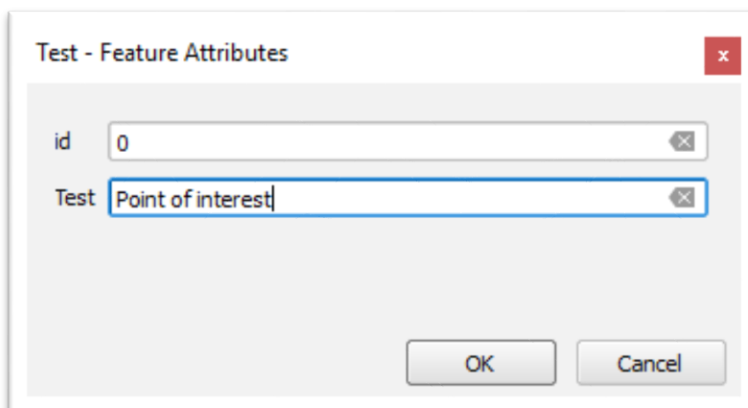 Test - Feature Attributes
x
id 0
Test Point of interest
OK Cancel